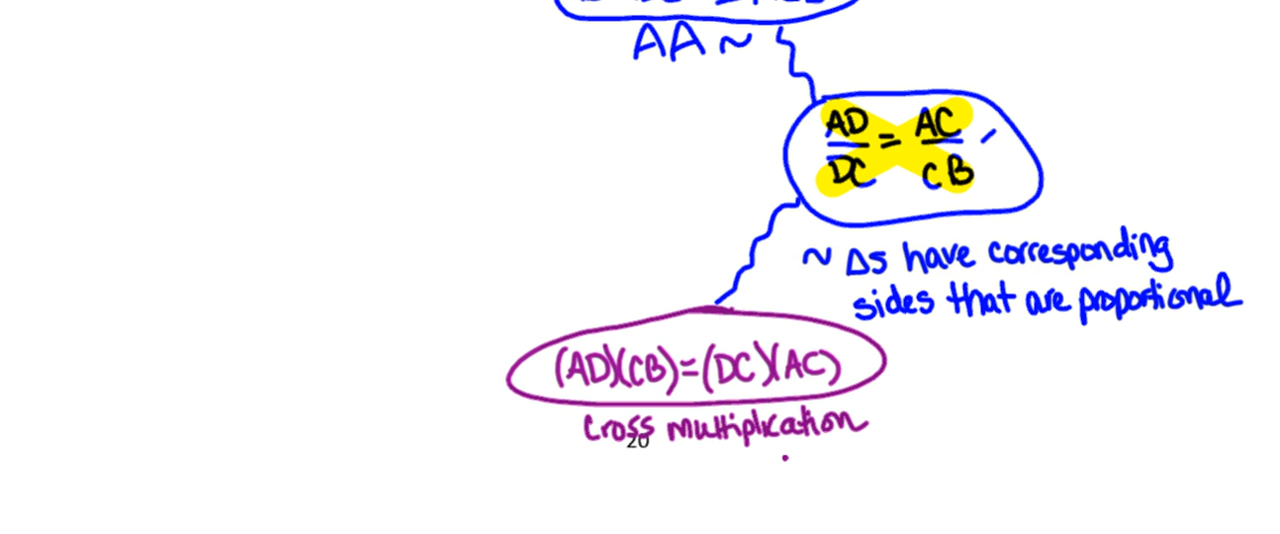 AA ~
AD/DC = AC/CB
~ Δs have corresponding
sides that are proportional
(AD)(CB)=(DC)(AC)
Cross multiplication
20